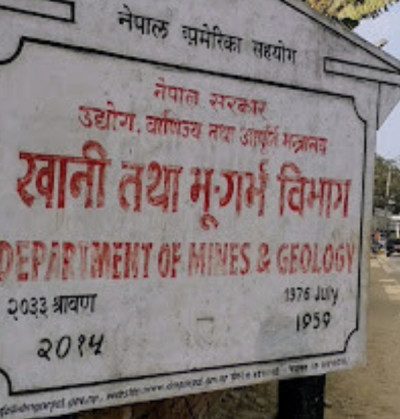 नेपाल अमेरिका सहयोग
नेपाल सरकार
उद्योग, वाणिज्य तथा आपूर्ति मन्त्रालय
खानी तथा भू-गर्भ विभाग
DEPARTMENT OF MINES & GEOLOGY
२०३३ श्रावण 1976 July
२०१५ 1959